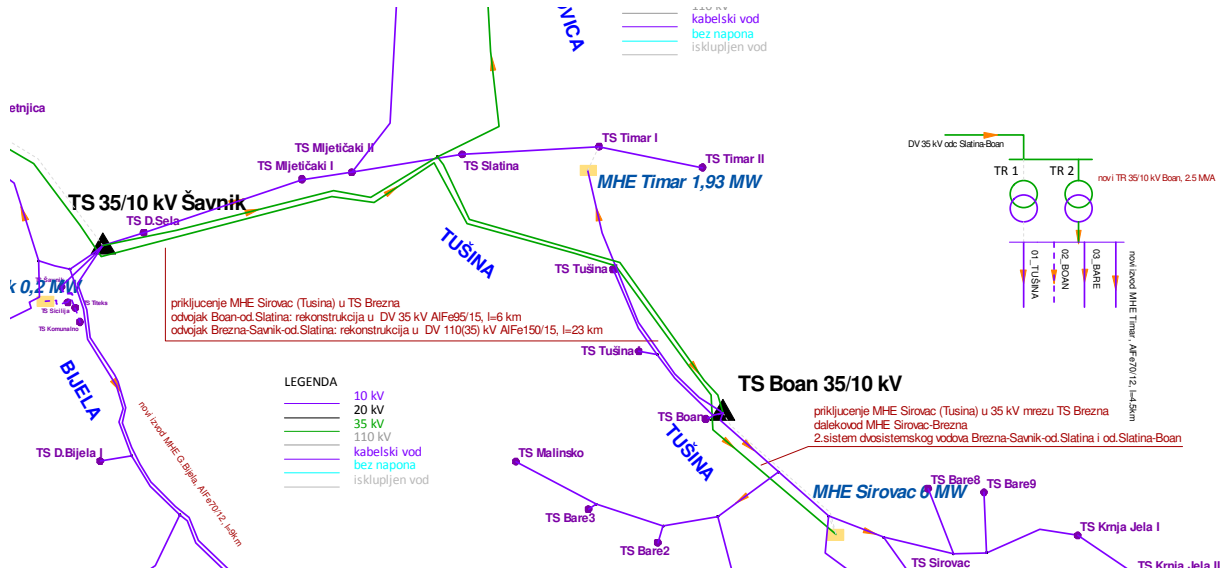 110 kV
kabelski vod
bez napona
isklupljen vod
VICA
etnjica
TS Mljetičaki II
TS Mljetičaki I
TS Slatina
TS Timar I
TS Timar II
MHE Timar 1,93 MW
DV 35 kV odc Slatina-Boan
TR 1
TR 2
novi TR 35/10 kV Boan, 2.5 MVA
01_TUŠINA
02_BOAN
03_BARE
novi izvod MHE Timar, AlFe70/12, l=4.5km
TS 35/10 kV Šavnik
TS D.Sela
TUŠINA
TS Tušina
k 0,2 MW
TS Šavnik
TS Titeks
TS Sicilija
TS Komunalno
prikljucenje MHE Sirovac (Tusina) u TS Brezna
odvojak Boan-od.Slatina: rekonstrukcija u DV 35 kV AlFe95/15, l=6 km
odvojak Brezna-Savnik-od.Slatina: rekonstrukcija u DV 110(35) kV AlFe150/15, l=23 km
TS Tušina
BIJELA
LEGENDA
10 kV
20 kV
35 kV
110 kV
kabelski vod
bez napona
isklupljen vod
TS Boan 35/10 kV
TS Boan
prikljucenje MHE Sirovac (Tusina) u 35 kV mrezu TS Brezna
dalekovod MHE Sirovac-Brezna
2.sistem dvosistemskog vodova Brezna-Savnik-od.Slatina i od.Slatina-Boan
TUŠINA
novi izvod MHE G.Bijela, AlFe70/12, l=9km
TS D.Bijela I
TS Malinsko
TS Bare3
TS Bare2
MHE Sirovac 6 MW
TS Bare8
TS Bare9
TS Krnja Jela I
TS Sirovac
TS Krnja Jela II